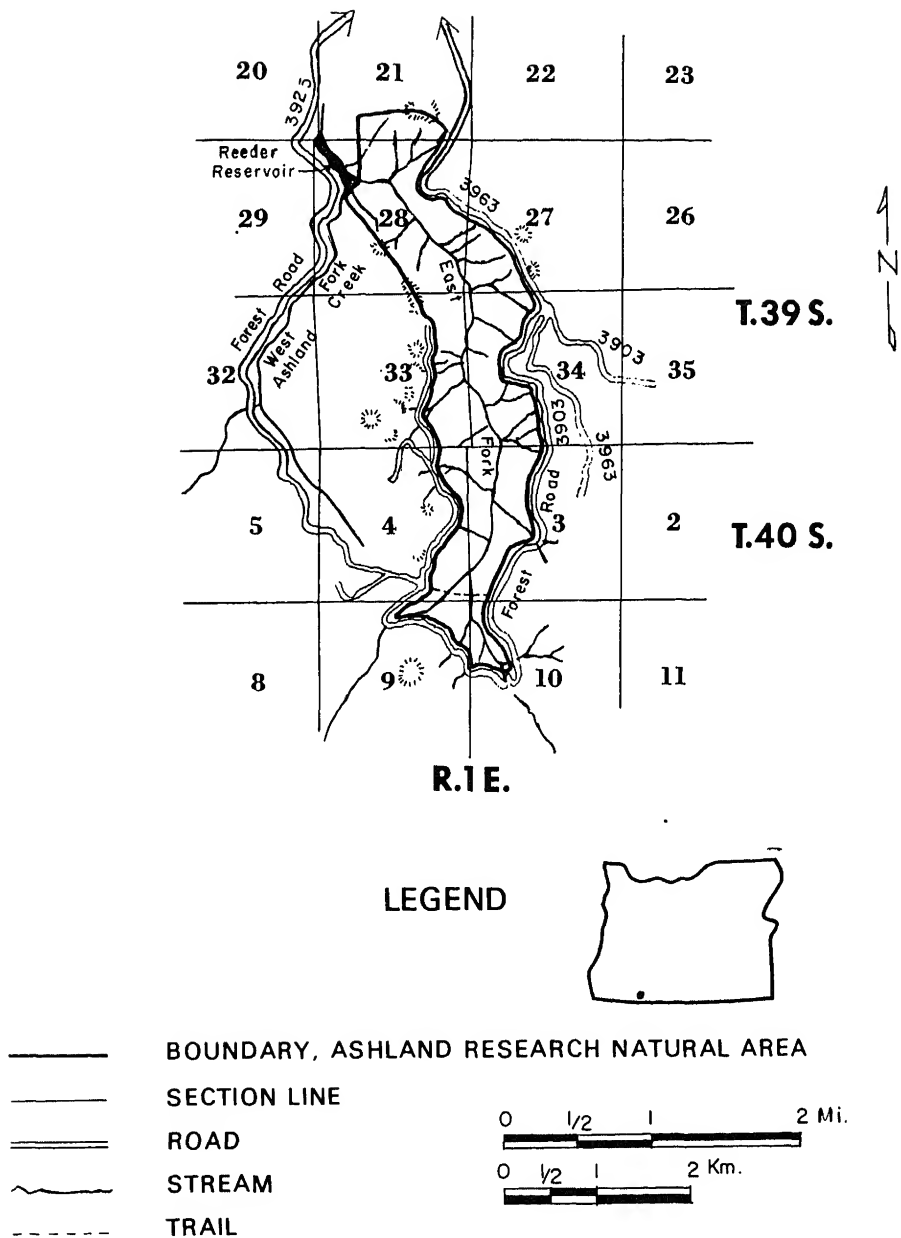 20 21 22 23
3925
Reeder
Reservoir
3963
29 28 27 26
N
Forest Road
West Ashland
Fork Creek
East
T.39 S.
3903
32 33 34 35
3903
3963
Fork
Road
5 4 3 2
T.40 S.
Forest
8 9 10 11
R.1 E.
LEGEND
BOUNDARY, ASHLAND RESEARCH NATURAL AREA
SECTION LINE
ROAD
STREAM
TRAIL
0 1/2 1 2 Mi.
0 1/2 1 2 Km.